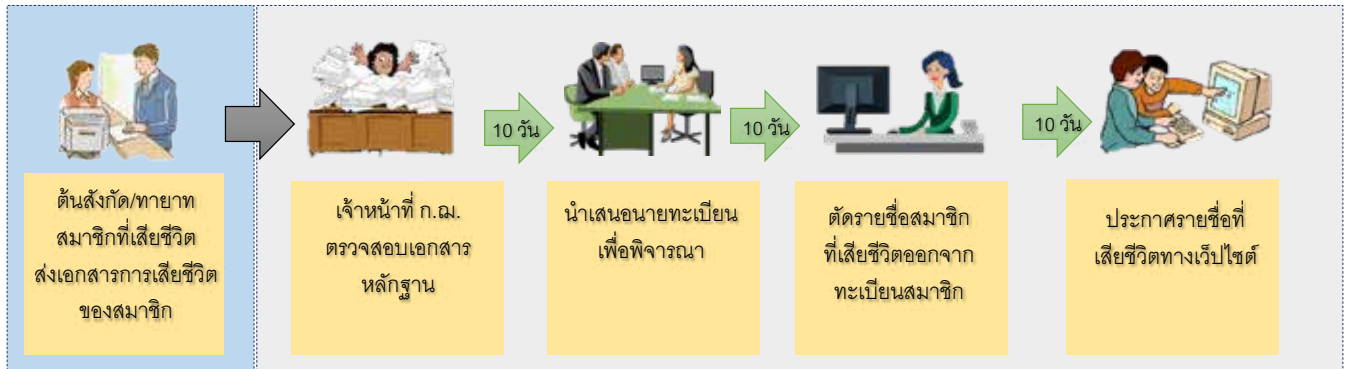 ต้นสังกัด/ทายาท
สมาชิกที่เสียชีวิต
ส่งเอกสารการเสียชีวิต
ของสมาชิก
เจ้าหน้าที่ ก.ฌ.
ตรวจสอบเอกสาร
หลักฐาน
10 วัน
นำเสนอนายทะเบียน
เพื่อพิจารณา
10 วัน
ตัดรายชื่อสมาชิก
ที่เสียชีวิตออกจาก
ทะเบียนสมาชิก
10 วัน
ประกาศรายชื่อที่
เสียชีวิตทางเว็ปไซต์